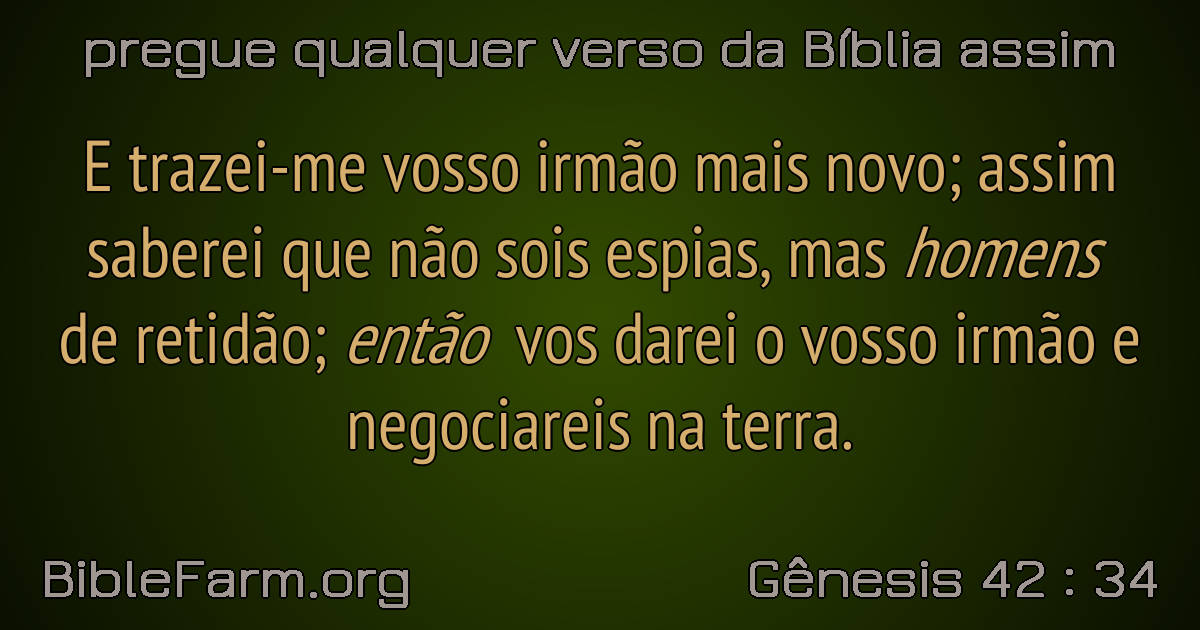 pregue qualquer verso da Bíblia assim
E trazei-me vosso irmão mais novo; assim
saberei que não sois espias, mas homens
de retidão; então vos darei o vosso irmão e
negociareis na terra.
BibleFarm.org
Gênesis 42 : 34